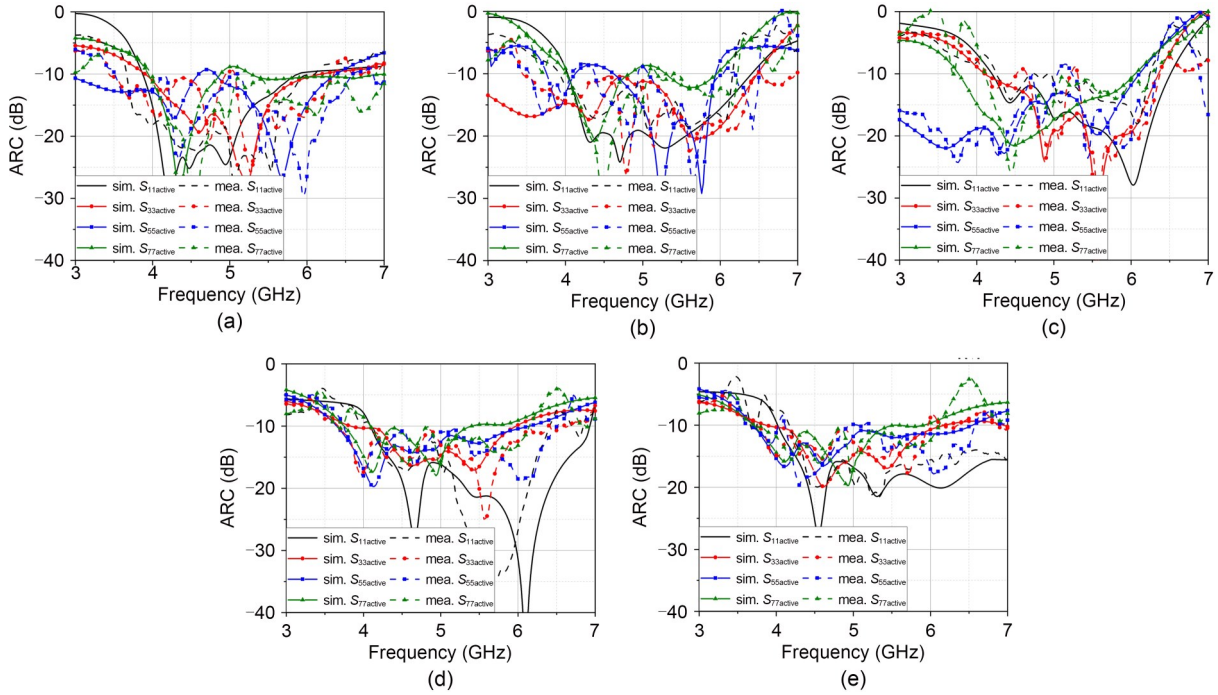 0
−10
−20
−30
−40
ARC (dB)
sim. S11active
mea. S11active
sim. S33active
mea. S33active
sim. S55active
mea. S55active
sim. S77active
mea. S77active
3 4 5 6 7
Frequency (GHz)
(a)
0
−10
−20
−30
−40
ARC (dB)
sim. S11active
mea. S11active
sim. S33active
mea. S33active
sim. S55active
mea. S55active
sim. S77active
mea. S77active
3 4 5 6 7
Frequency (GHz)
(b)
0
−10
−20
−30
−40
ARC (dB)
sim. S11active
mea. S11active
sim. S33active
mea. S33active
sim. S55active
mea. S55active
sim. S77active
mea. S77active
3 4 5 6 7
Frequency (GHz)
(c)
0
−10
−20
−30
−40
ARC (dB)
sim. S11active
mea. S11active
sim. S33active
mea. S33active
sim. S55active
mea. S55active
sim. S77active
mea. S77active
3 4 5 6 7
Frequency (GHz)
(d)
0
−10
−20
−30
−40
ARC (dB)
sim. S11active
mea. S11active
sim. S33active
mea. S33active
sim. S55active
mea. S55active
sim. S77active
mea. S77active
3 4 5 6 7
Frequency (GHz)
(e)